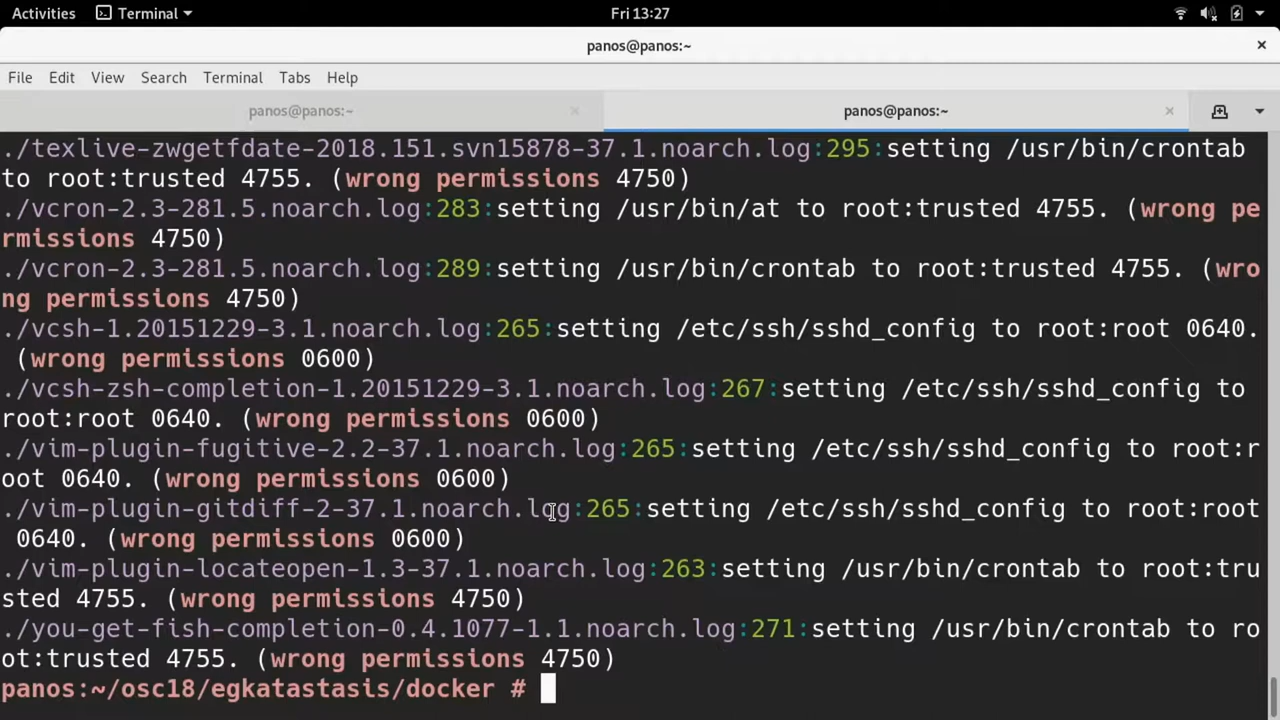 Activities Terminal Fri 13:27
panos@panos:~
File Edit View Search Terminal Tabs Help
panos@panos:~ panos@panos:~
./texlive-zwgetfdate-2018.151.svn15878-37.1.noarch.log:295:setting /usr/bin/crontab
to root:trusted 4755. (wrong permissions 4750)
./vcron-2.3-281.5.noarch.log:283:setting /usr/bin/at to root:trusted 4755. (wrong pe
rmissions 4750)
./vcron-2.3-281.5.noarch.log:289:setting /usr/bin/crontab to root:trusted 4755. (wro
ng permissions 4750)
./vcsh-1.20151229-3.1.noarch.log:265:setting /etc/ssh/sshd_config to root:root 0640.
(wrong permissions 0600)
./vcsh-zsh-completion-1.20151229-3.1.noarch.log:267:setting /etc/ssh/sshd_config to
root:root 0640. (wrong permissions 0600)
./vim-plugin-fugitive-2.2-37.1.noarch.log:265:setting /etc/ssh/sshd_config to root:r
oot 0640. (wrong permissions 0600)
./vim-plugin-gitdiff-2-37.1.noarch.log:265:setting /etc/ssh/sshd_config to root:root
0640. (wrong permissions 0600)
./vim-plugin-locateopen-1.3-37.1.noarch.log:263:setting /usr/bin/crontab to root:tru
sted 4755. (wrong permissions 4750)
./you-get-fish-completion-0.4.1077-1.1.noarch.log:271:setting /usr/bin/crontab to ro
ot:trusted 4755. (wrong permissions 4750)
panos:~/osc18/egkatastasis/docker #